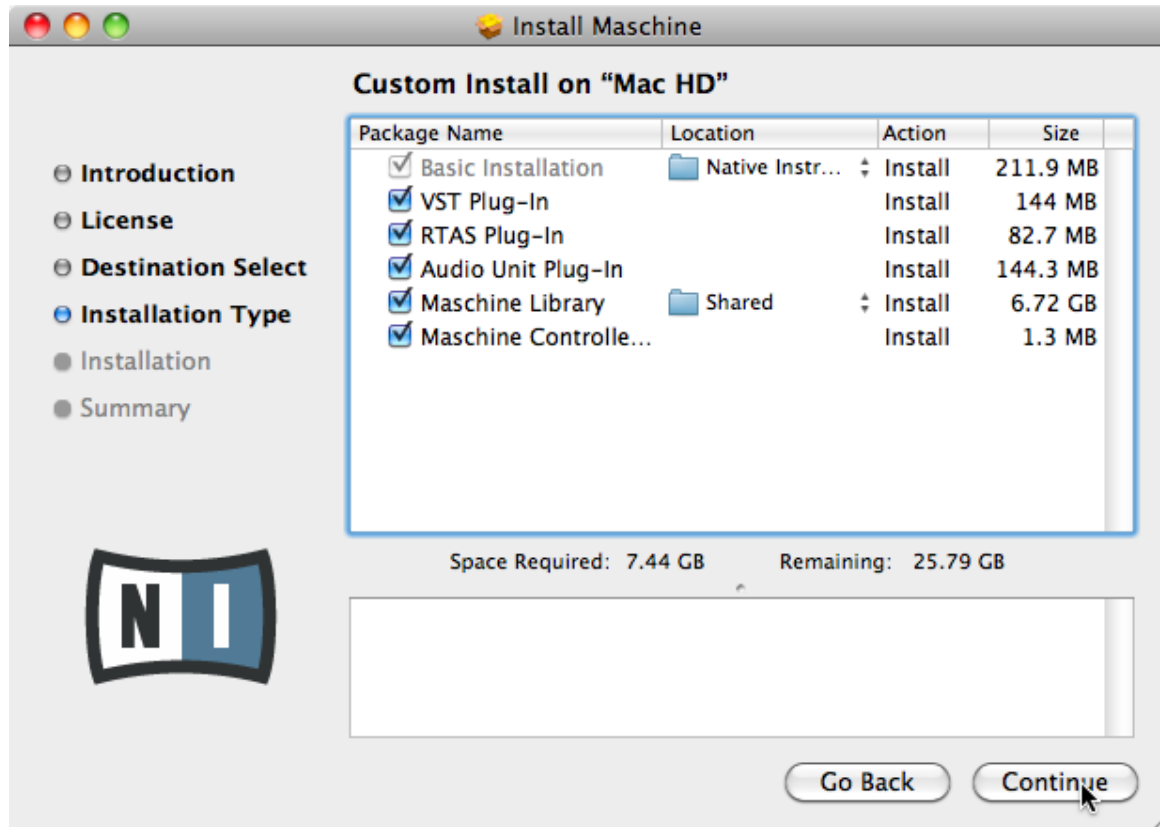 Install Maschine
Custom Install on “Mac HD”
Package Name Location Action Size
Basic Installation Native Instr... Install 211.9 MB
VST Plug-In Install 144 MB
RTAS Plug-In Install 82.7 MB
Audio Unit Plug-In Install 144.3 MB
Maschine Library Shared Install 6.72 GB
Maschine Controlle... Install 1.3 MB
Introduction
License
Destination Select
Installation Type
Installation
Summary
NI
Space Required: 7.44 GB Remaining: 25.79 GB
Go Back Continue